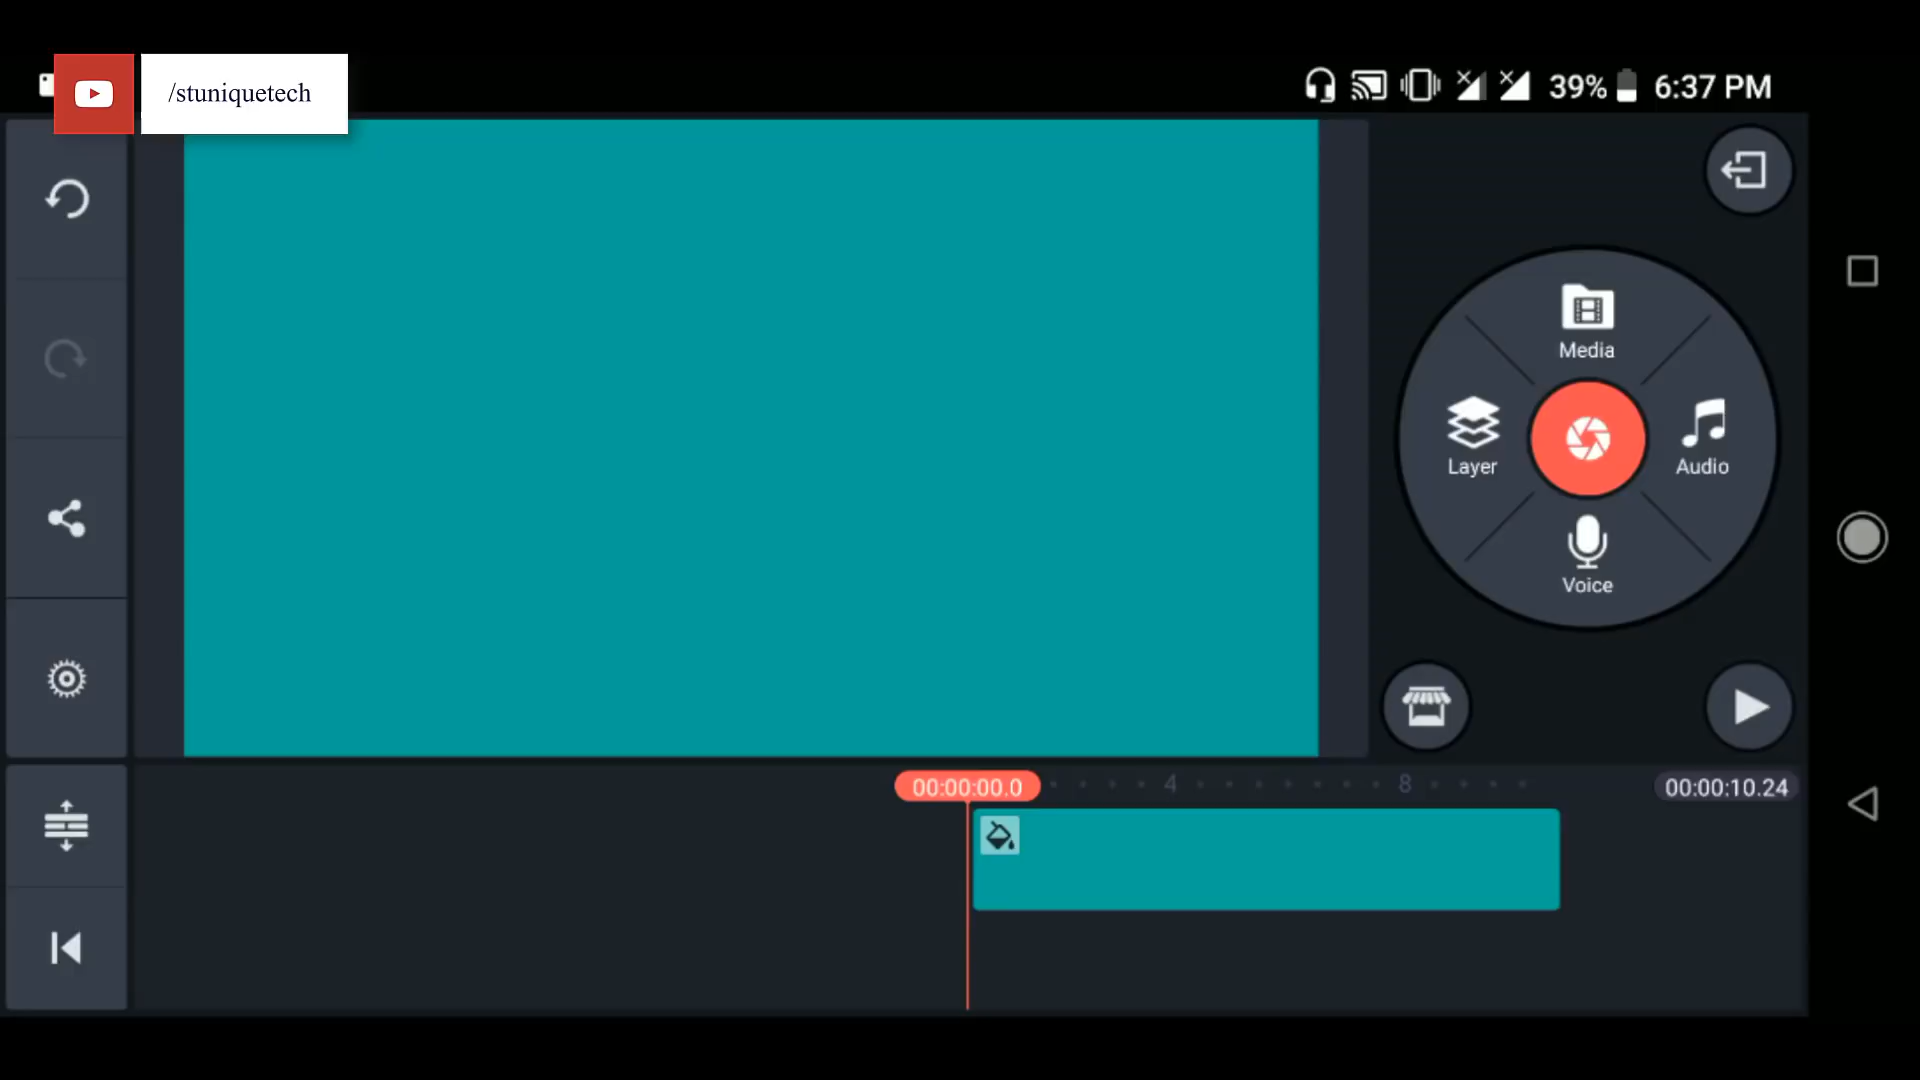 /stuniquetech
39% 6:37 PM
Media
Layer
Audio
Voice
00:00:00.0
4
8
00:00:10.24